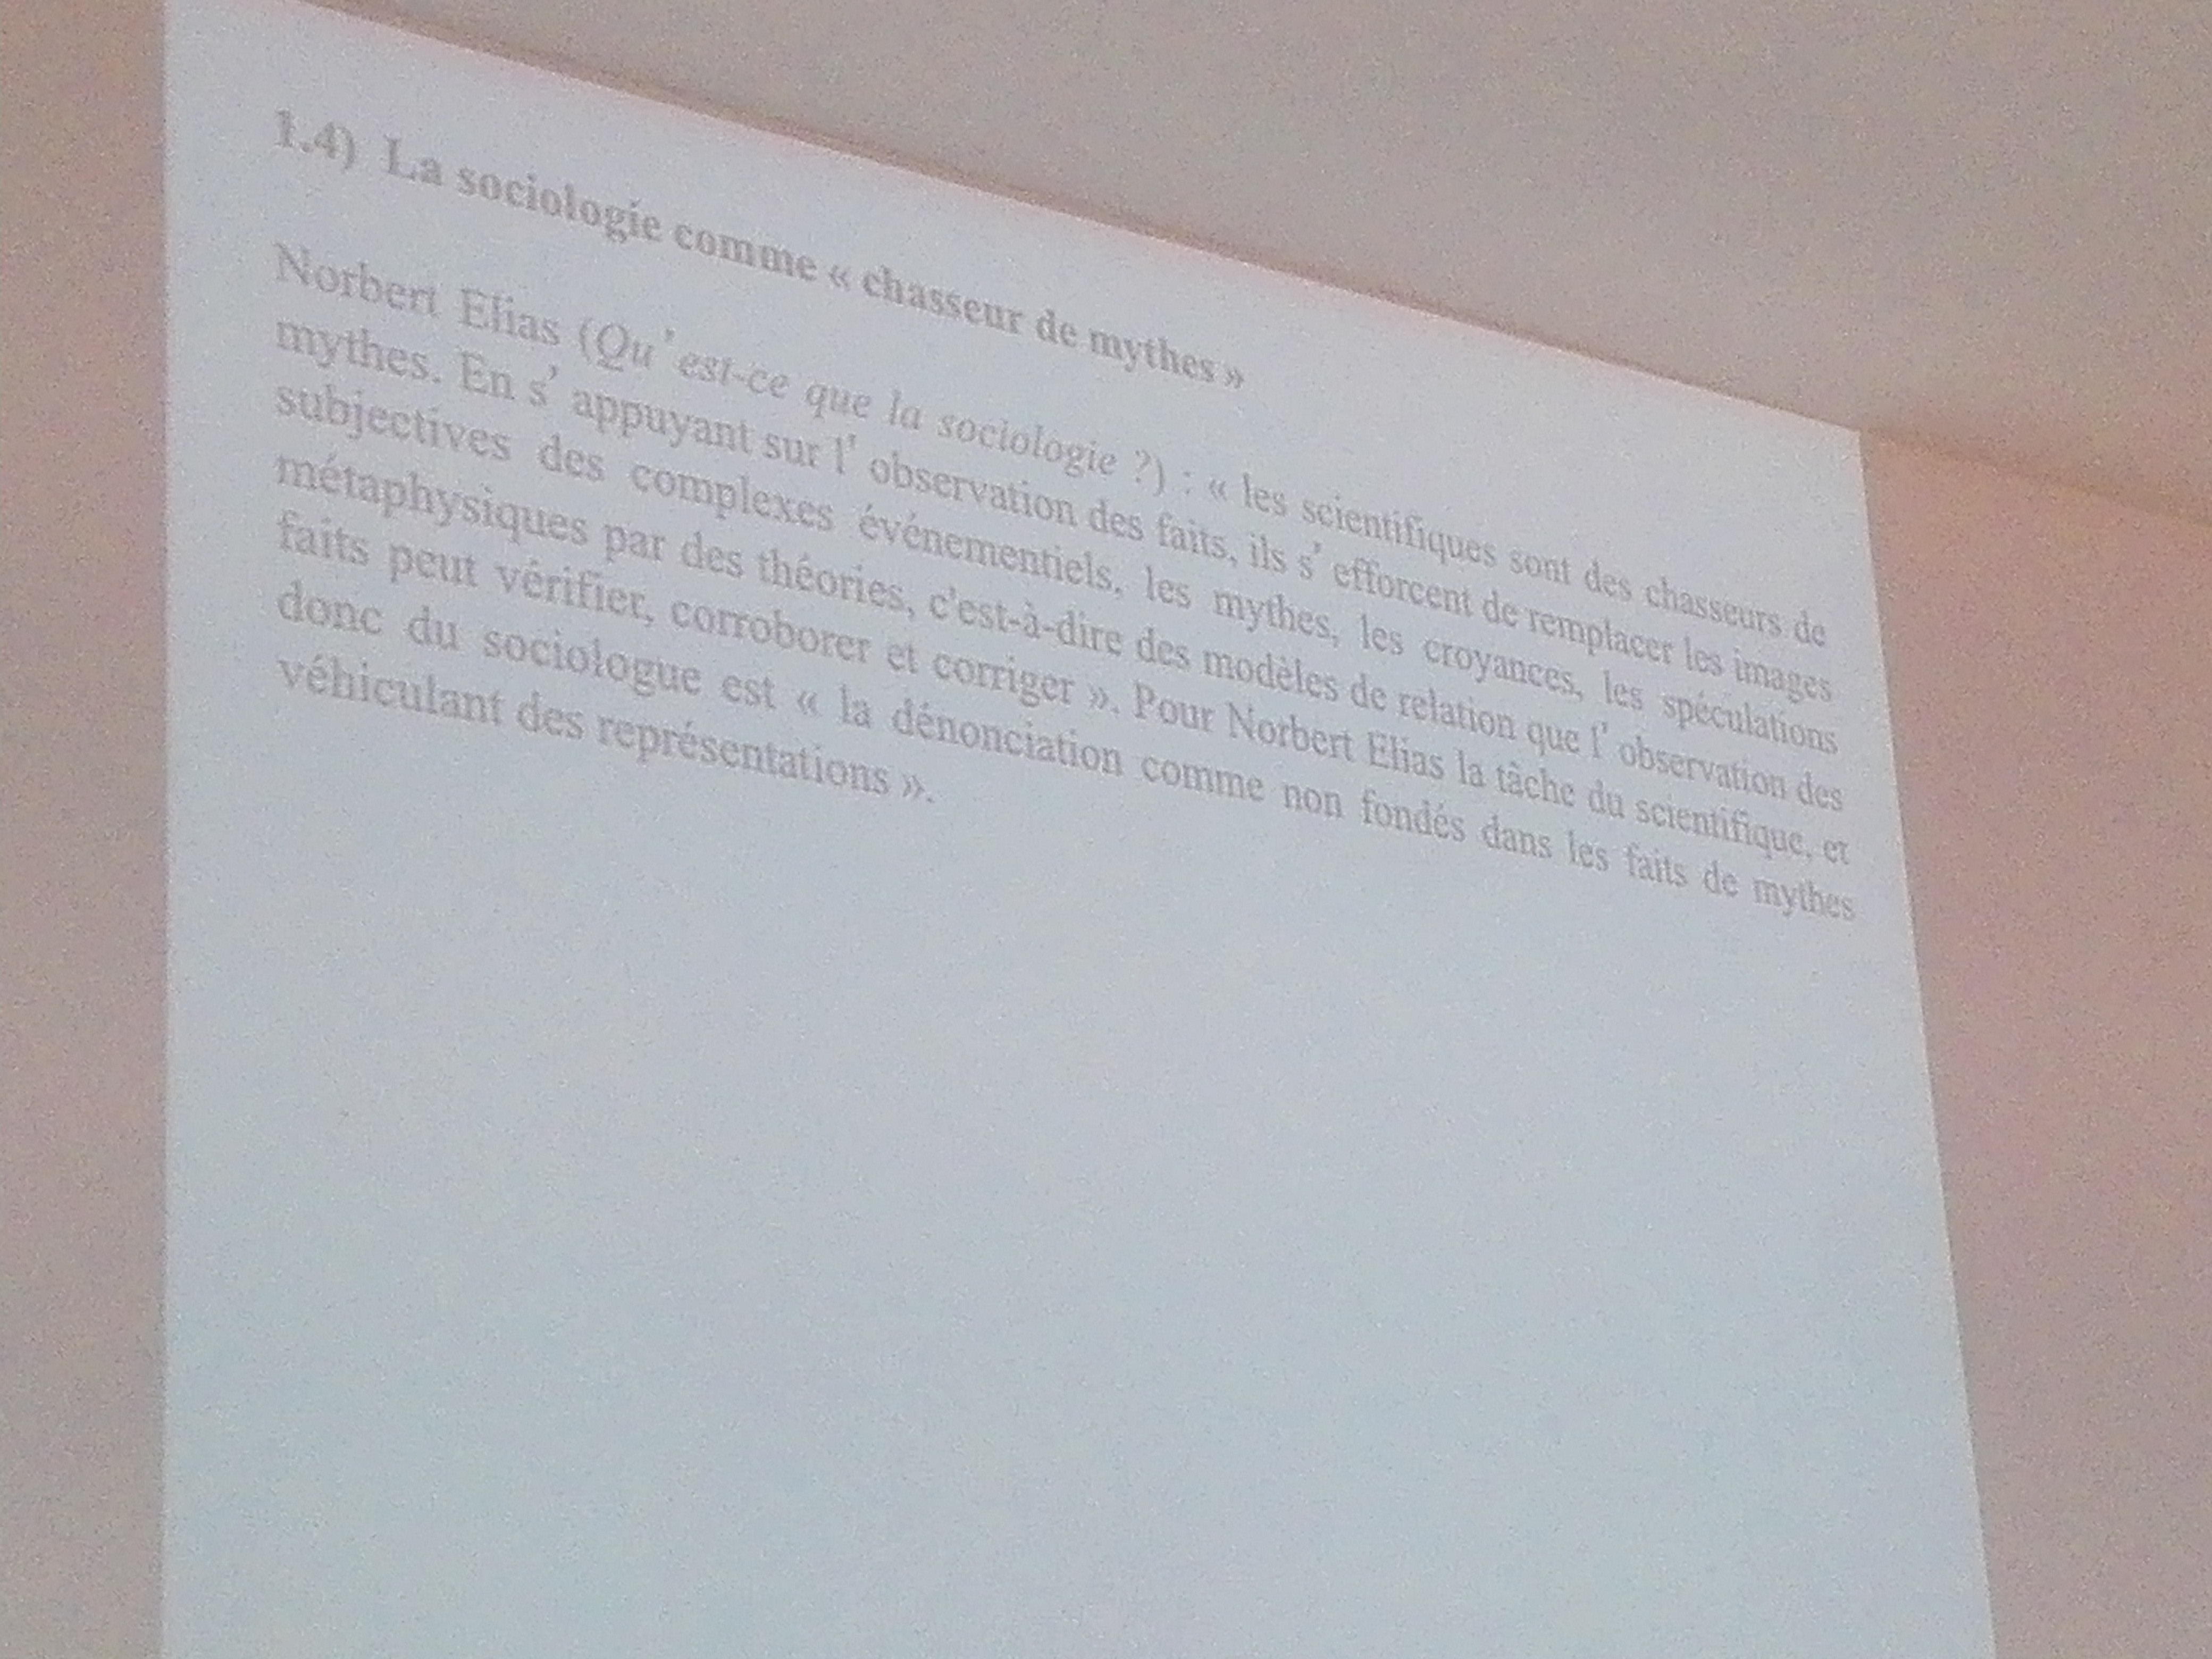 1.4) La sociologie comme « chasseur de mythes »
Norbert Elias (Qu' est-ce que la sociologie ?) : « les scientifiques sont des chasseurs de
mythes. En s' appuyant sur l' observation des faits, ils s' efforcent de remplacer les images
subjectives des complexes événementiels, les mythes, les croyances, les spéculations
métaphysiques par des théories, c'est-à-dire des modèles de relation que l' observation des
faits peut vérifier, corroborer et corriger ». Pour Norbert Elias la tâche du scientifique, et
donc du sociologue est « la dénonciation comme non fondés dans les faits de mythes
véhiculant des représentations ».